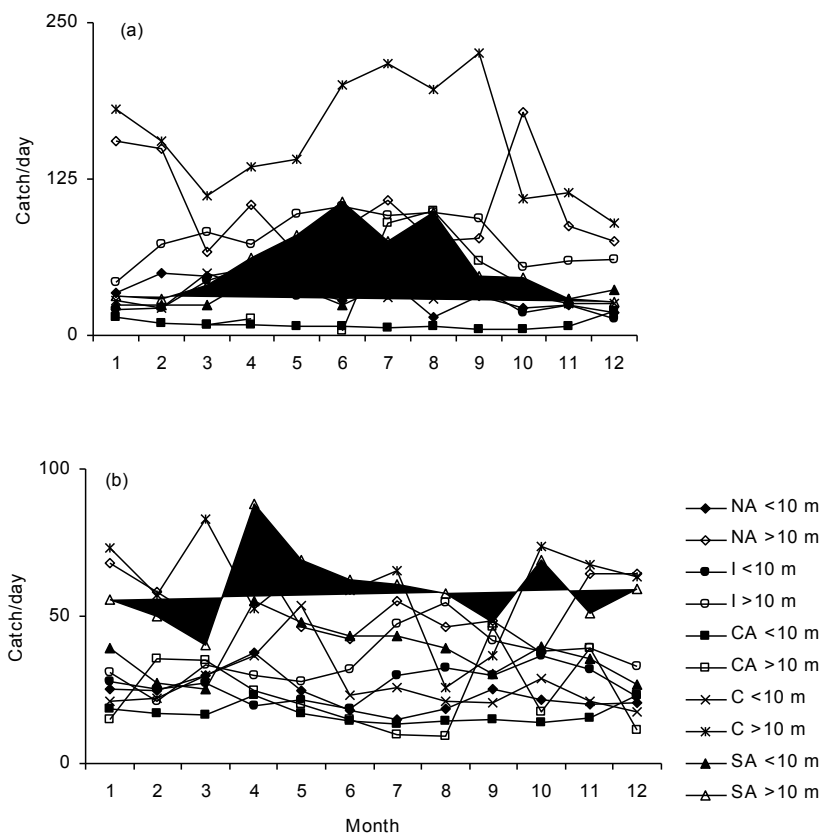 250
(a)
Catch/day
125
0
1 2 3 4 5 6 7 8 9 10 11 12
100
(b)
Catch/day
50
0
1 2 3 4 5 6 7 8 9 10 11 12
Month
NA <10 m
NA >10 m
I <10 m
I >10 m
CA <10 m
CA >10 m
C <10 m
C >10 m
SA <10 m
SA >10 m